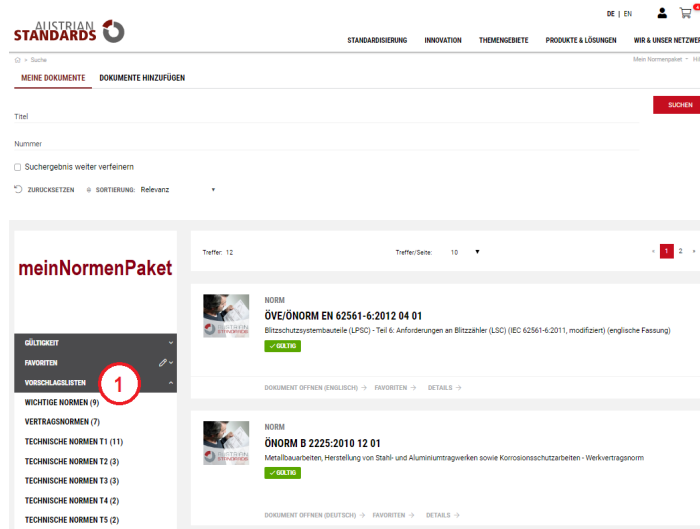 DE | EN
AUSTRIAN
STANDARDS
STANDARDISIERUNG INNOVATION THEMENGEBIETE PRODUKTE & LÖSUNGEN WIR & UNSER NETZWER
> Suche
Mein Normenpaket
MEINE DOKUMENTE DOKUMENTE HINZUFÜGEN
SUCHEN
Titel
Nummer
Suchergebnis weiter verfeinern
ZURÜCKSETZEN SORTIERUNG: Relevanz
meinNormenPaket
Treffer: 12 Treffer/Seite: 10 1 2
NORM
ÖVE/ÖNORM EN 62561-6:2012 04 01
Blitzschutzsystembauteile (LPSC) - Teil 6: Anforderungen an Blitzzähler (LSC) (IEC 62561-6:2011, modifiziert) (englische Fassung)
GÜLTIG
DOKUMENT ÖFFNEN (ENGLISCH) → FAVORITEN → DETAILS →
GÜLTIGKEIT
FAVORITEN
VORSCHLAGSLISTEN
1
WICHTIGE NORMEN (9)
VERTRAGSNORMEN (7)
TECHNISCHE NORMEN T1 (11)
TECHNISCHE NORMEN T2 (3)
TECHNISCHE NORMEN T3 (3)
TECHNISCHE NORMEN T4 (2)
TECHNISCHE NORMEN T5 (2)
NORM
ÖNORM B 2225:2010 12 01
Metallbauarbeiten, Herstellung von Stahl- und Aluminiumtragwerken sowie Korrosionsschutzarbeiten - Werkvertragsnorm
GÜLTIG
DOKUMENT ÖFFNEN (DEUTSCH) → FAVORITEN → DETAILS →